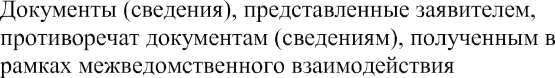 Документы (сведения), представленные заявителем,
противоречат документам (сведениям), полученным в
рамках межведомственного взаимодействия